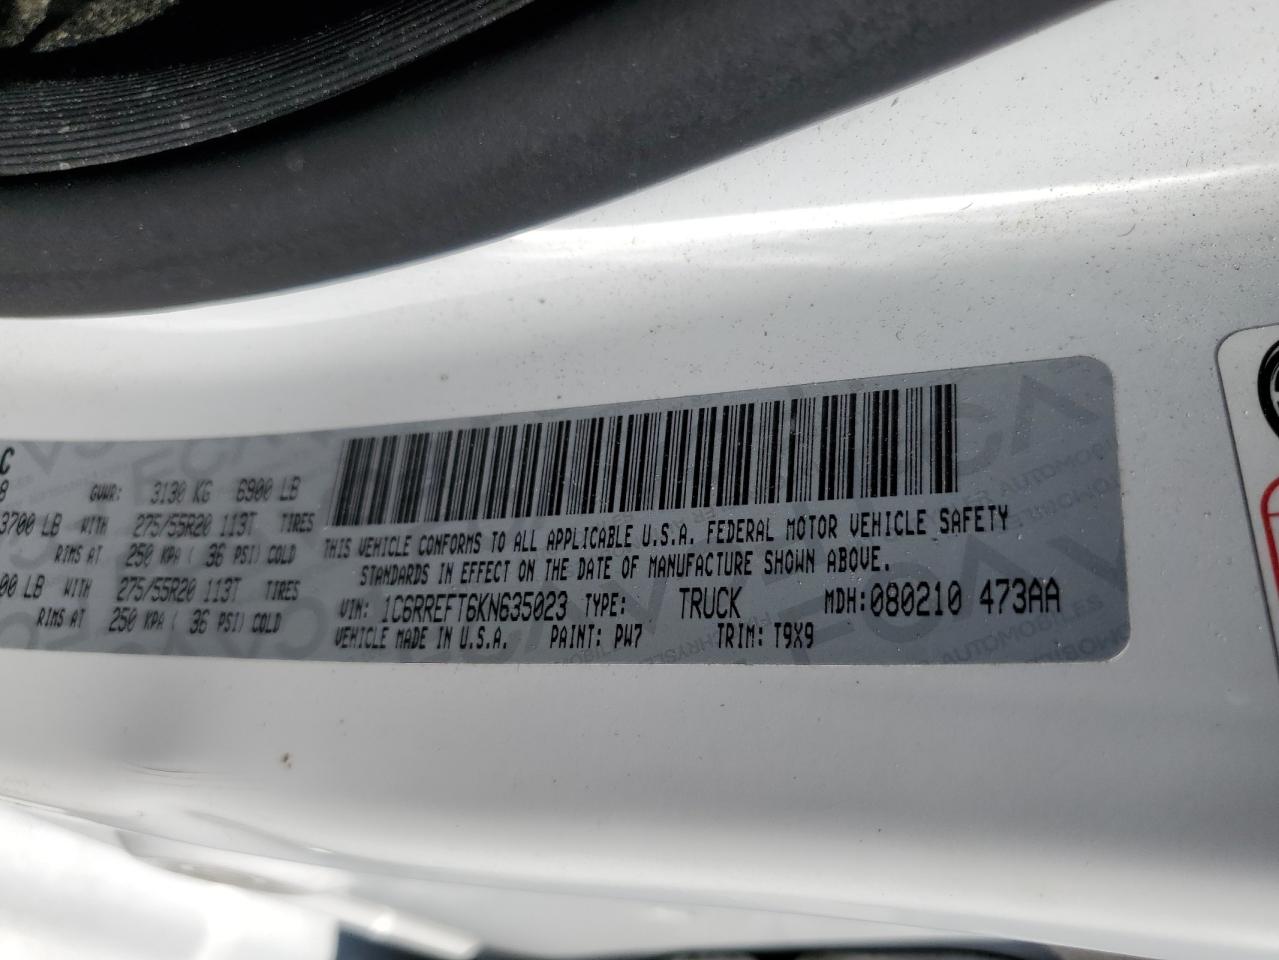 C
8
GVWR: 3130 KG 6900 LB
3700 LB WITH 275/55R20 113T TIRES
RIMS AT 250 KPA ( 36 PSI) COLD
00 LB WITH 275/55R20 113T TIRES
RIMS AT 250 KPA ( 36 PSI) COLD
THIS VEHICLE CONFORMS TO ALL APPLICABLE U.S.A. FEDERAL MOTOR VEHICLE SAFETY
STANDARDS IN EFFECT ON THE DATE OF MANUFACTURE SHOWN ABOVE.
VIN: 1C6RREFT6KN635023 TYPE: TRUCK MDH: 080210 473AA
VEHICLE MADE IN U.S.A. PAINT: PW7 TRIM: T9X9